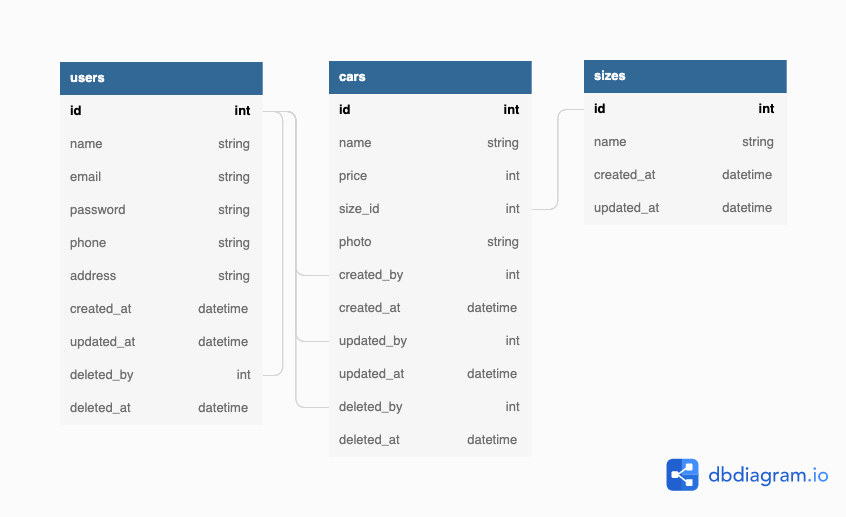 users
id int
name string
email string
password string
phone string
address string
created_at datetime
updated_at datetime
deleted_by int
deleted_at datetime
cars
id int
name string
price int
size_id int
photo string
created_by int
created_at datetime
updated_by int
updated_at datetime
deleted_by int
deleted_at datetime
sizes
id int
name string
created_at datetime
updated_at datetime
dbdiagram.io